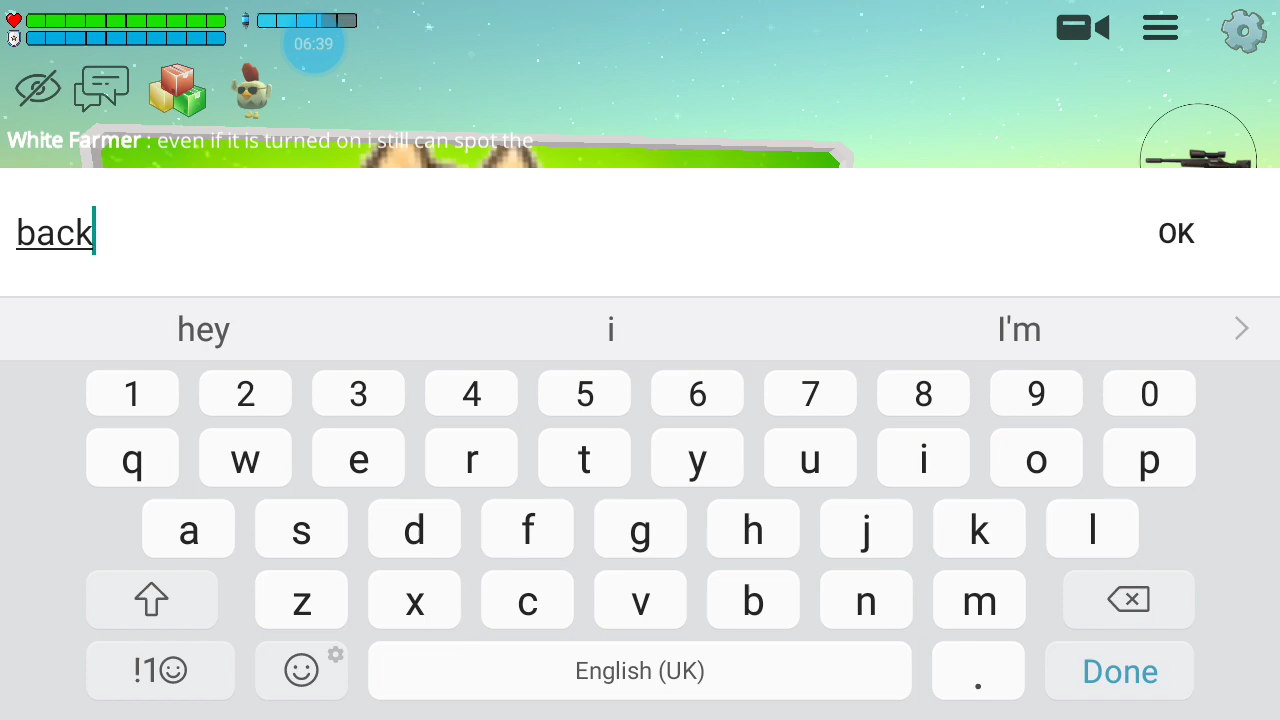 06:39
White Farmer : even if it is turned on i still can spot the
back
OK
hey i I'm
1 2 3 4 5 6 7 8 9 0
q w e r t y u i o p
a s d f g h j k l
z x c v b n m
!1 English (UK) . Done